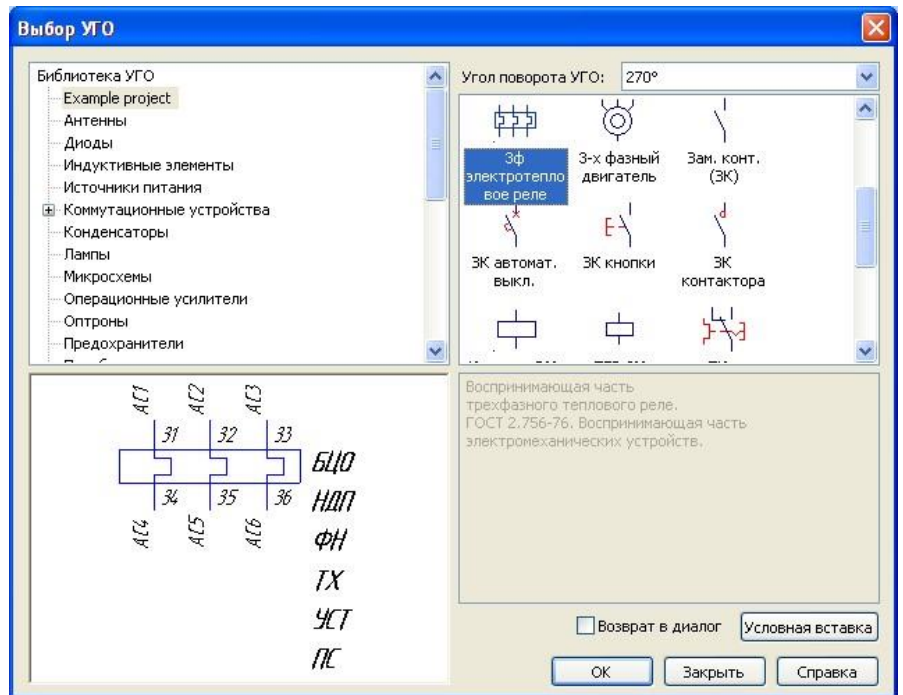 Выбор УГО
Библиотека УГО
Example project
Антенны
Диоды
Индуктивные элементы
Источники питания
Коммутационные устройства
Конденсаторы
Лампы
Микросхемы
Операционные усилители
Оптроны
Предохранители
Угол поворота УГО: 270°
3ф
электротепло
вое реле
3-х фазный
двигатель
Зам. конт.
(ЗК)
ЗК автомат.
выкл.
ЗК кнопки
ЗК
контактора
АС1 АС2 АС3
31 32 33
34 35 36
АС4 АС5 АС6
БЦО
НДП
ФН
ТХ
УСТ
ПС
Воспринимающая часть
трехфазного теплового реле.
ГОСТ 2.756-76. Воспринимающая часть
электромеханических устройств.
Возврат в диалог
Условная вставка
ОК
Закрыть
Справка